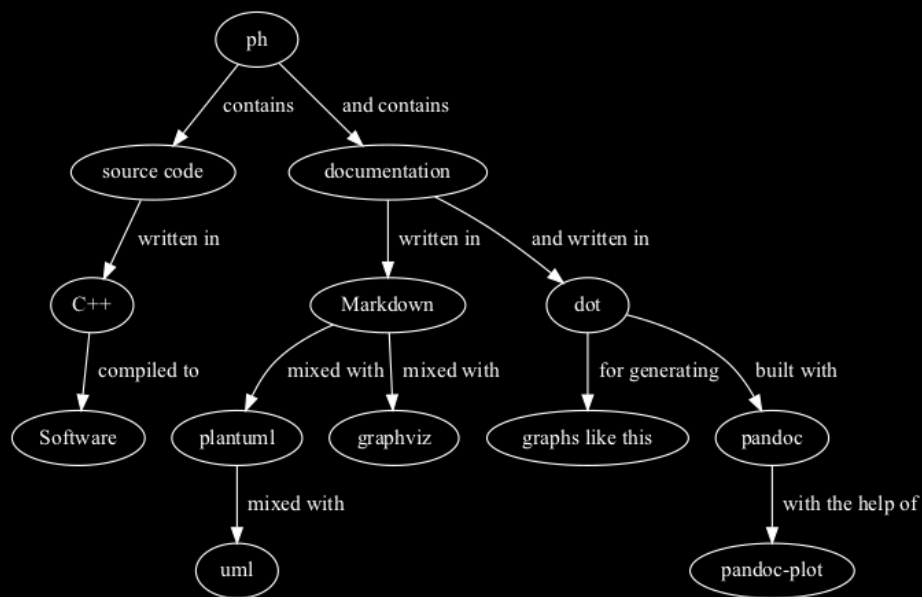 ph
contains
and contains
source code
documentation
written in
written in
and written in
C++
Markdown
dot
compiled to
mixed with
mixed with
for generating
built with
Software
plantuml
graphviz
graphs like this
pandoc
mixed with
with the help of
uml
pandoc-plot